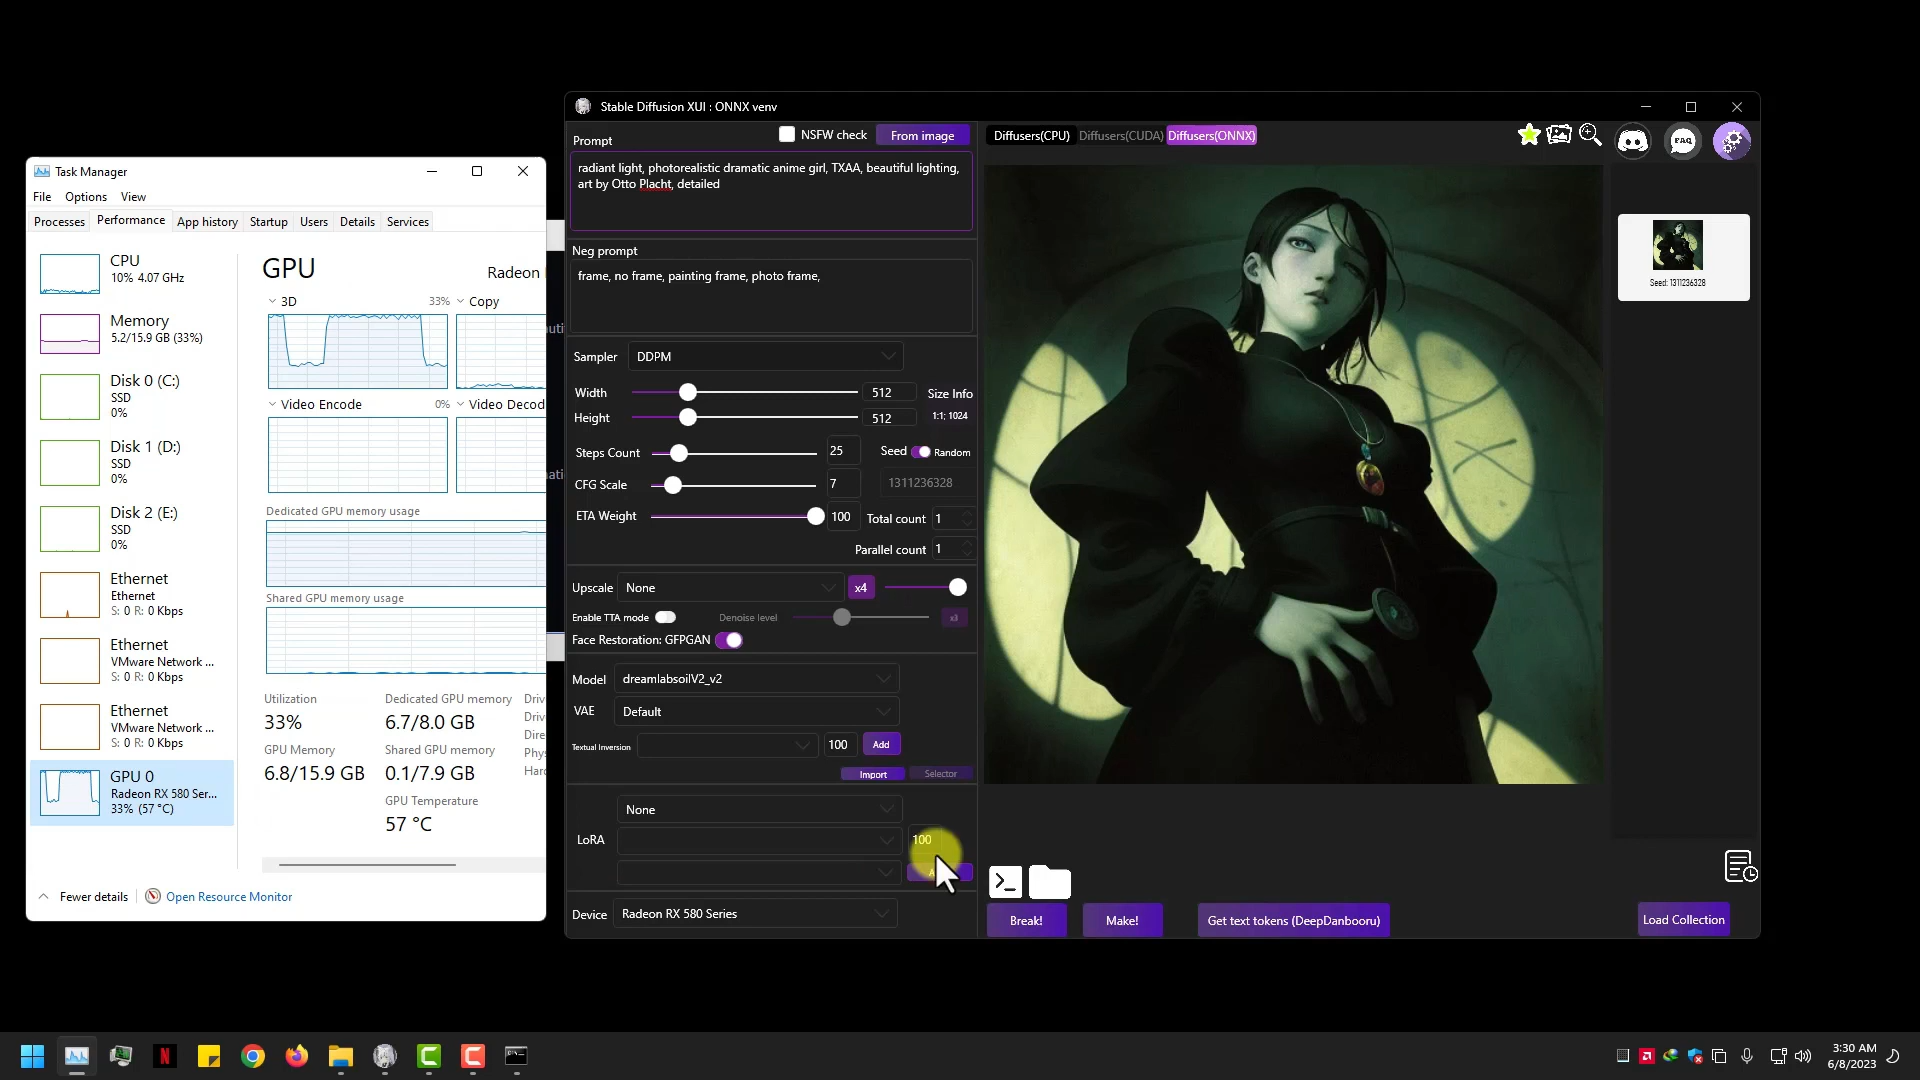 Task Manager
File Options View
Processes Performance App history Startup Users Details Services
CPU
10% 4.07 GHz
Memory
5.2/15.9 GB (33%)
Disk 0 (C:)
SSD
0%
Disk 1 (D:)
SSD
0%
Disk 2 (E:)
SSD
0%
Ethernet
Ethernet
S: 0 R: 0 Kbps
Ethernet
VMware Network ...
S: 0 R: 0 Kbps
Ethernet
VMware Network ...
S: 0 R: 0 Kbps
GPU 0
Radeon RX 580 Ser...
33% (57 °C)
GPU Radeon
3D 33% Copy
Video Encode 0% Video Decod
Dedicated GPU memory usage
Shared GPU memory usage
Utilization
33%
Dedicated GPU memory
6.7/8.0 GB
GPU Memory
6.8/15.9 GB
Shared GPU memory
0.1/7.9 GB
GPU Temperature
57 °C
Driv
Driv
Dire
Phys
Hard
Fewer details Open Resource Monitor
Stable Diffusion XUI : ONNX venv
Prompt NSFW check From image
radiant light, photorealistic dramatic anime girl, TXAA, beautiful lighting,
art by Otto Placht, detailed
Neg prompt
frame, no frame, painting frame, photo frame,
Sampler DDPM
Width 512 Size Info
Height 512 1:1; 1024
Steps Count 25 Seed Random
CFG Scale 7 1311236328
ETA Weight 100 Total count 1
Parallel count 1
Upscale None x4
Enable TTA mode Denoise level x3
Face Restoration: GFPGAN
Model dreamlabsoilV2_v2
VAE Default
Textual Inversion 100 Add
Import Selector
None
LoRA 100
Device Radeon RX 580 Series
Diffusers(CPU) Diffusers(CUDA) Diffusers(ONNX)
FAQ
Seed: 1311236328
Break! Make! Get text tokens (DeepDanbooru) Load Collection
3:30 AM
6/8/2023